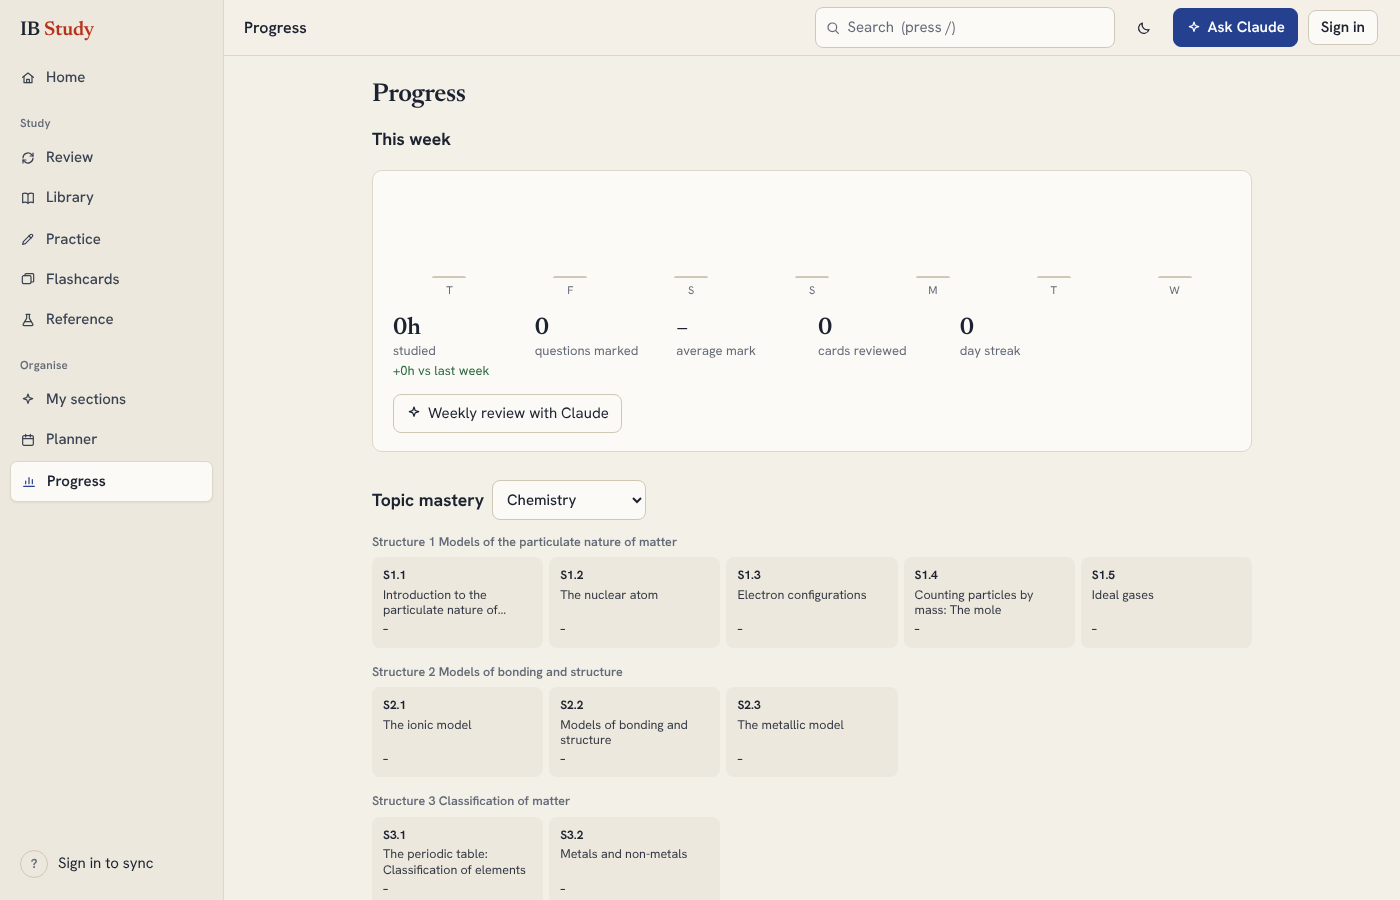 IB Study
Home
Study
Review
Library
Practice
Flashcards
Reference
Organise
My sections
Planner
Progress
? Sign in to sync
Progress
Search (press /)
Ask Claude
Sign in
Progress
This week
T F S S M T W
0h 0 – 0 0
studied questions marked average mark cards reviewed day streak
+0h vs last week
Weekly review with Claude
Topic mastery Chemistry
Structure 1 Models of the particulate nature of matter
S1.1
Introduction to the
particulate nature of...
–
S1.2
The nuclear atom
–
S1.3
Electron configurations
–
S1.4
Counting particles by
mass: The mole
–
S1.5
Ideal gases
–
Structure 2 Models of bonding and structure
S2.1
The ionic model
–
S2.2
Models of bonding and
structure
–
S2.3
The metallic model
–
Structure 3 Classification of matter
S3.1
The periodic table:
Classification of elements
–
S3.2
Metals and non-metals
–